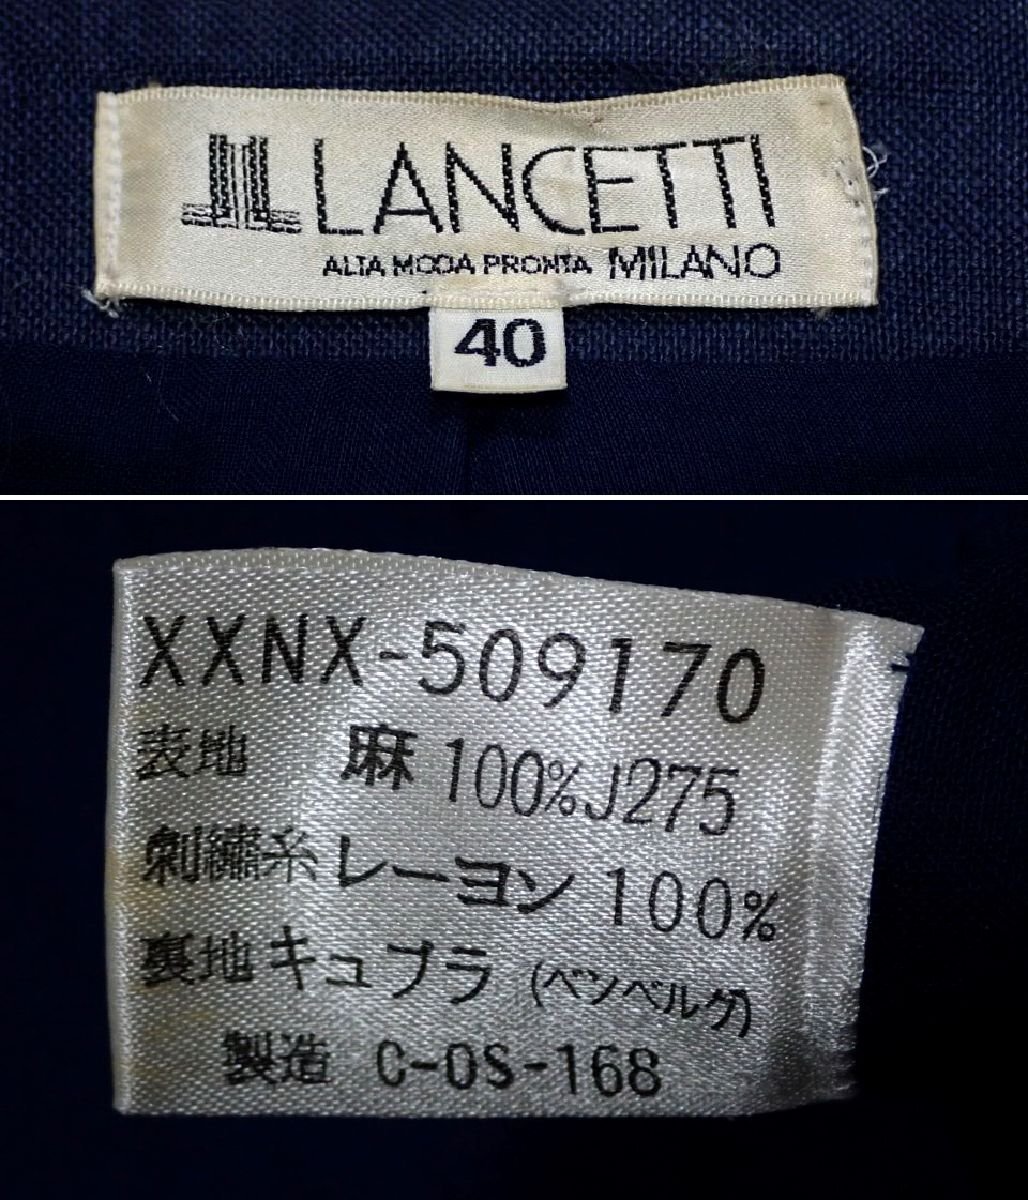 LANCETTI
ALTA MODA PRONTA MILANO
40
XXNX-509170
表地 麻 100% J275
刺繍糸 レーヨン 100%
裏地 キュプラ (ベンベルグ)
製造 C-OS-168